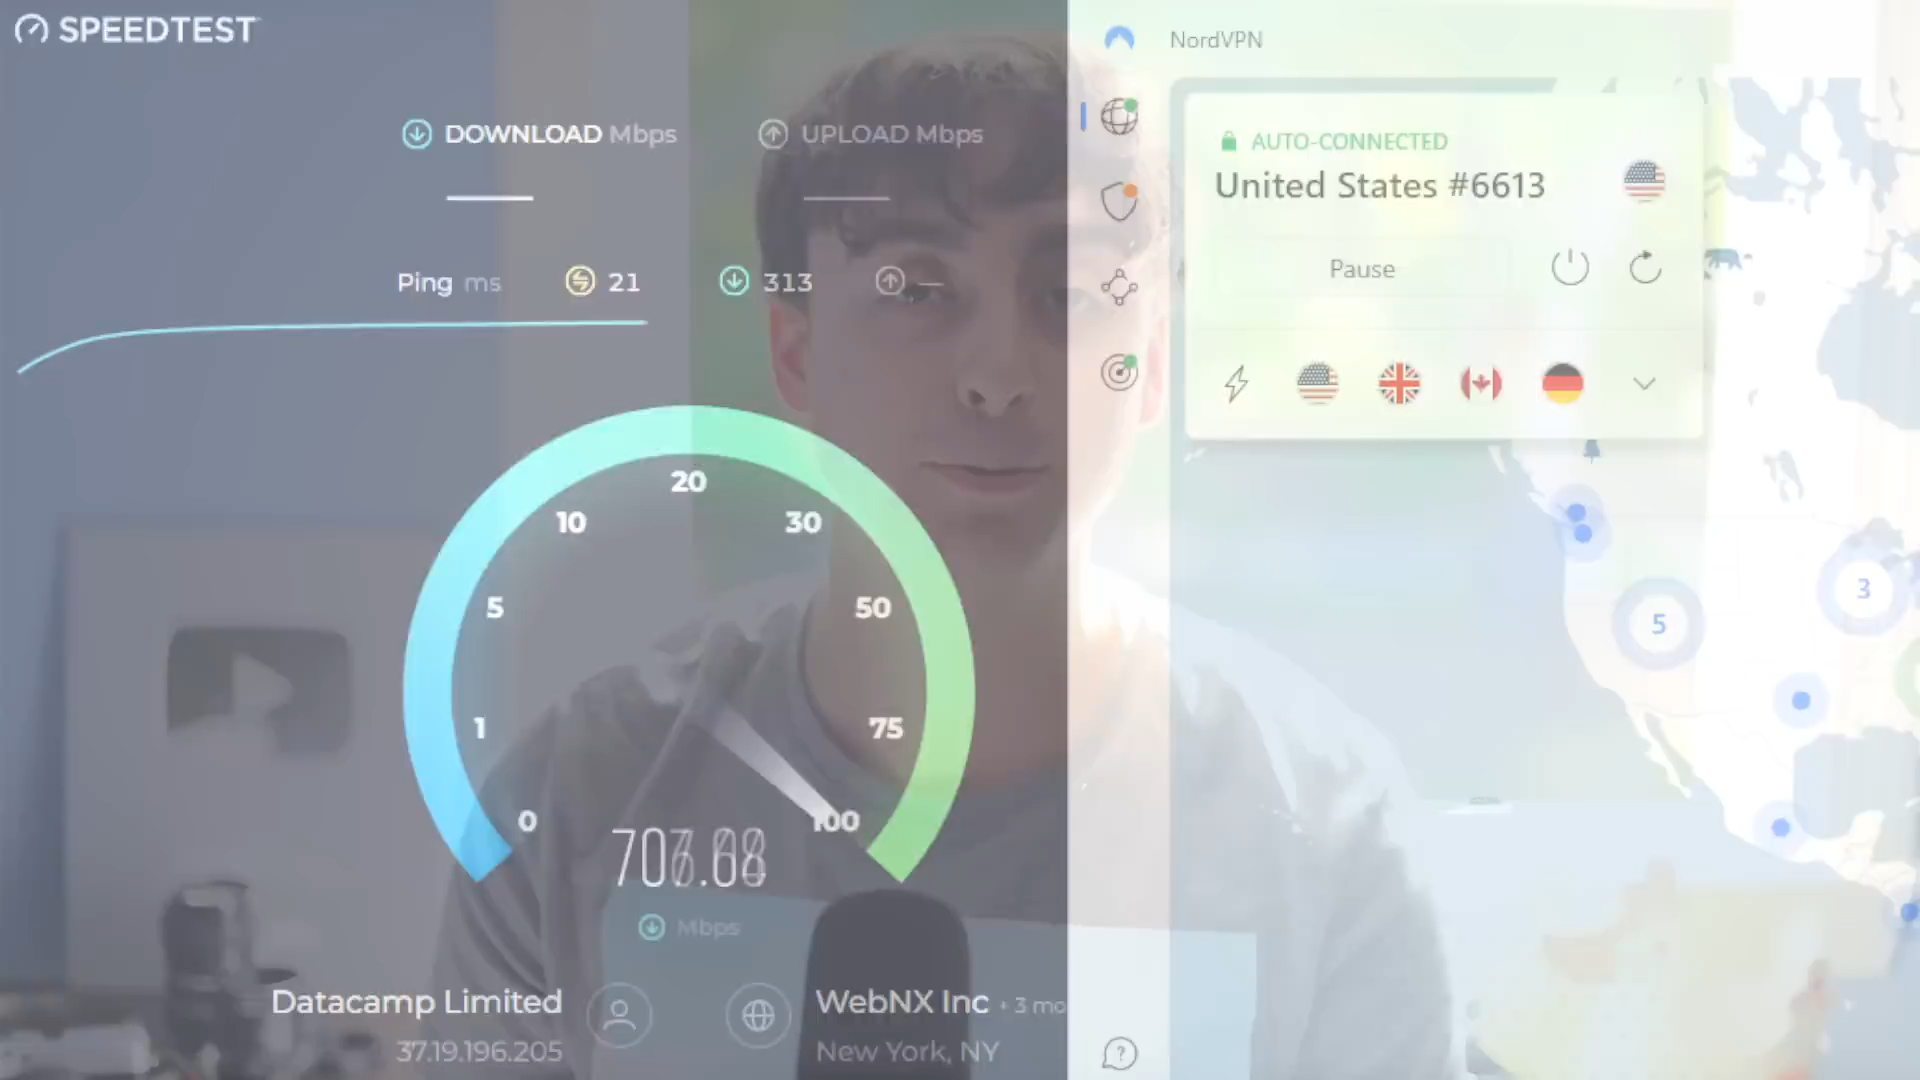 SPEEDTEST
DOWNLOAD Mbps
UPLOAD Mbps
Ping ms
21
313
0
1
5
10
20
30
50
75
100
Mbps
Datacamp Limited
37.19.196.205
WebNX Inc + 3 mo
New York, NY
NordVPN
AUTO-CONNECTED
United States #6613
Pause
5
3
?